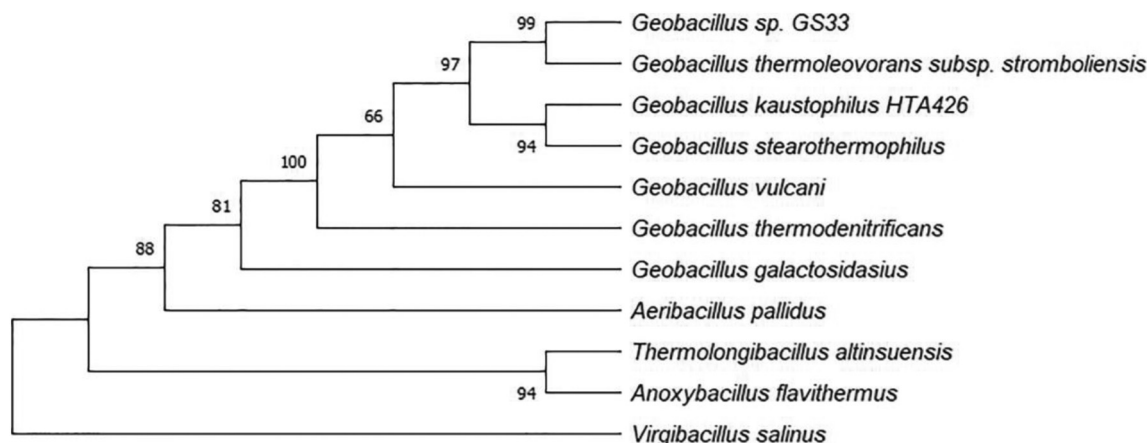 99 Geobacillus sp. GS33
97 Geobacillus thermoleovorans subsp. stromboliensis
66 Geobacillus kaustophilus HTA426
94 Geobacillus stearothermophilus
100 Geobacillus vulcani
81 Geobacillus thermodenitrificans
88 Geobacillus galactosidasius
Aeribacillus pallidus
Thermolongibacillus altinsuensis
94 Anoxybacillus flavithermus
Virgibacillus salinus